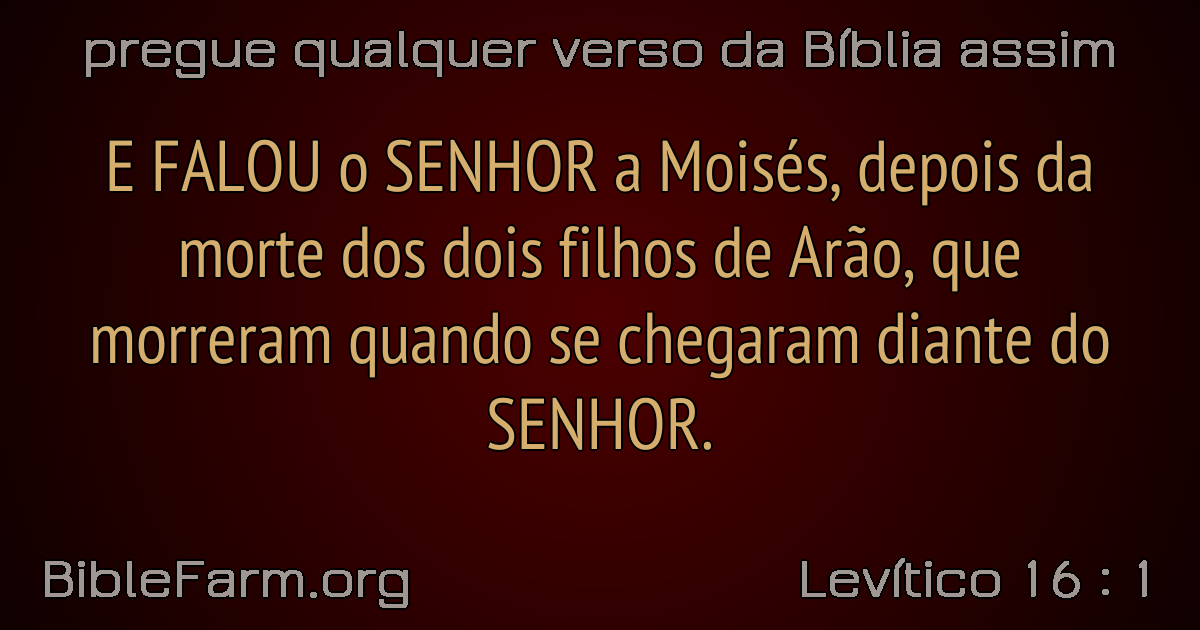 pregue qualquer verso da Bíblia assim
E FALOU o SENHOR a Moisés, depois da
morte dos dois filhos de Arão, que
morreram quando se chegaram diante do
SENHOR.
BibleFarm.org
Levítico 16 : 1